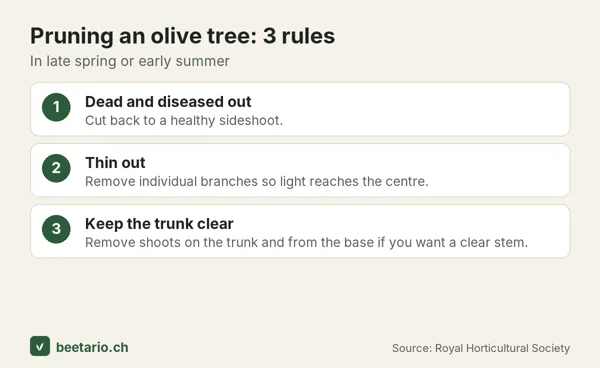 Pruning an olive tree: 3 rules
In late spring or early summer
1
Dead and diseased out
Cut back to a healthy sideshoot.
2
Thin out
Remove individual branches so light reaches the centre.
3
Keep the trunk clear
Remove shoots on the trunk and from the base if you want a clear stem.
beetario.ch
Source: Royal Horticultural Society